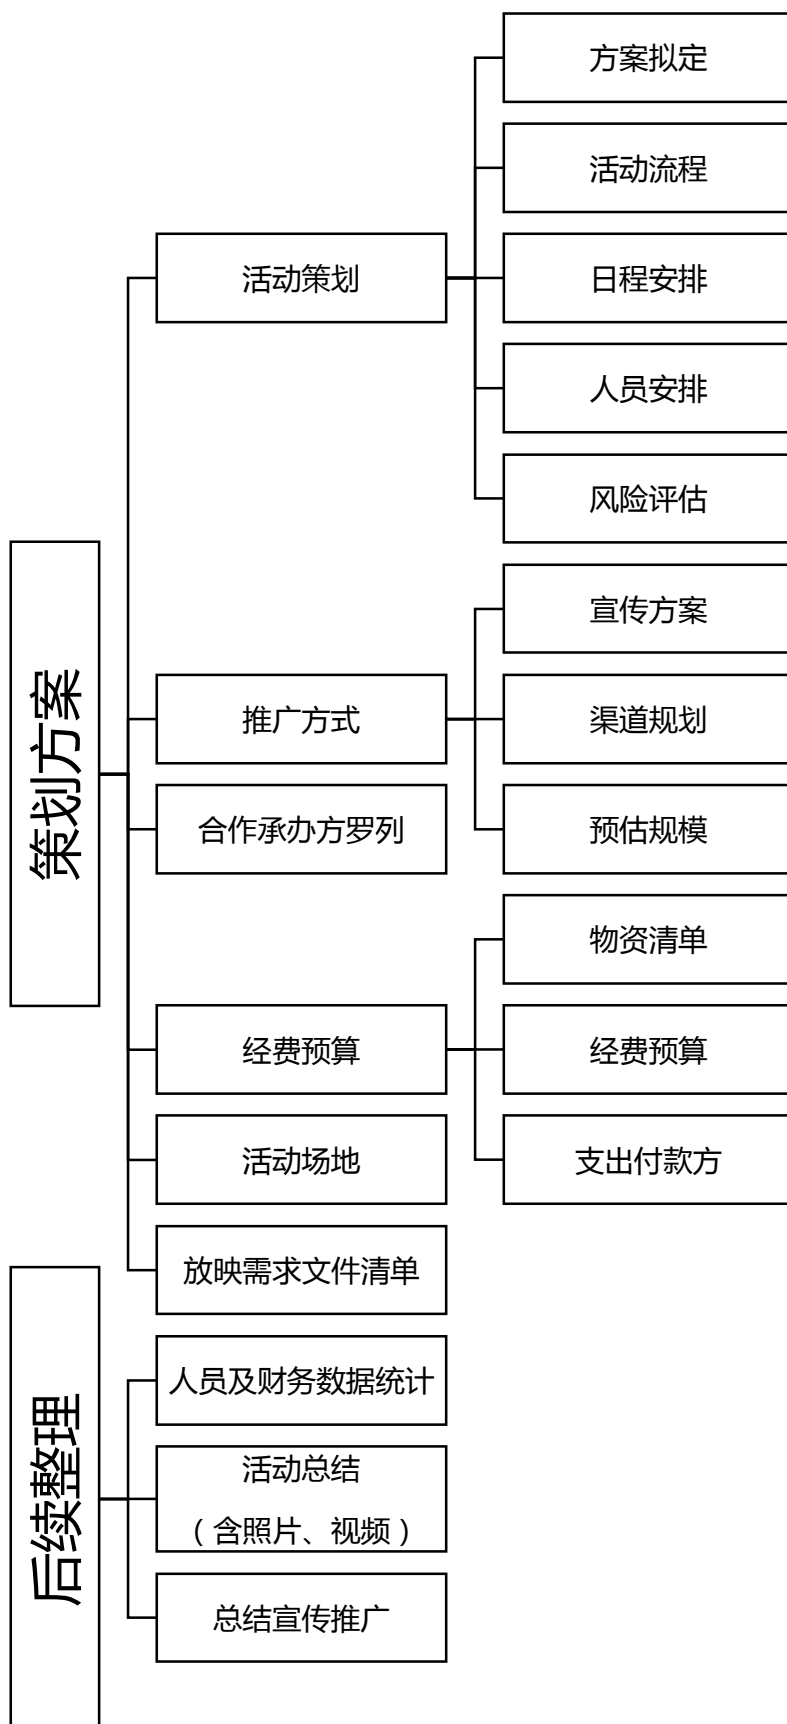 策划方案
活动策划
方案拟定
活动流程
日程安排
人员安排
风险评估
推广方式
宣传方案
渠道规划
预估规模
合作承办方罗列
经费预算
物资清单
经费预算
支出付款方
活动场地
放映需求文件清单
后续整理
人员及财务数据统计
活动总结
（含照片、视频）
总结宣传推广